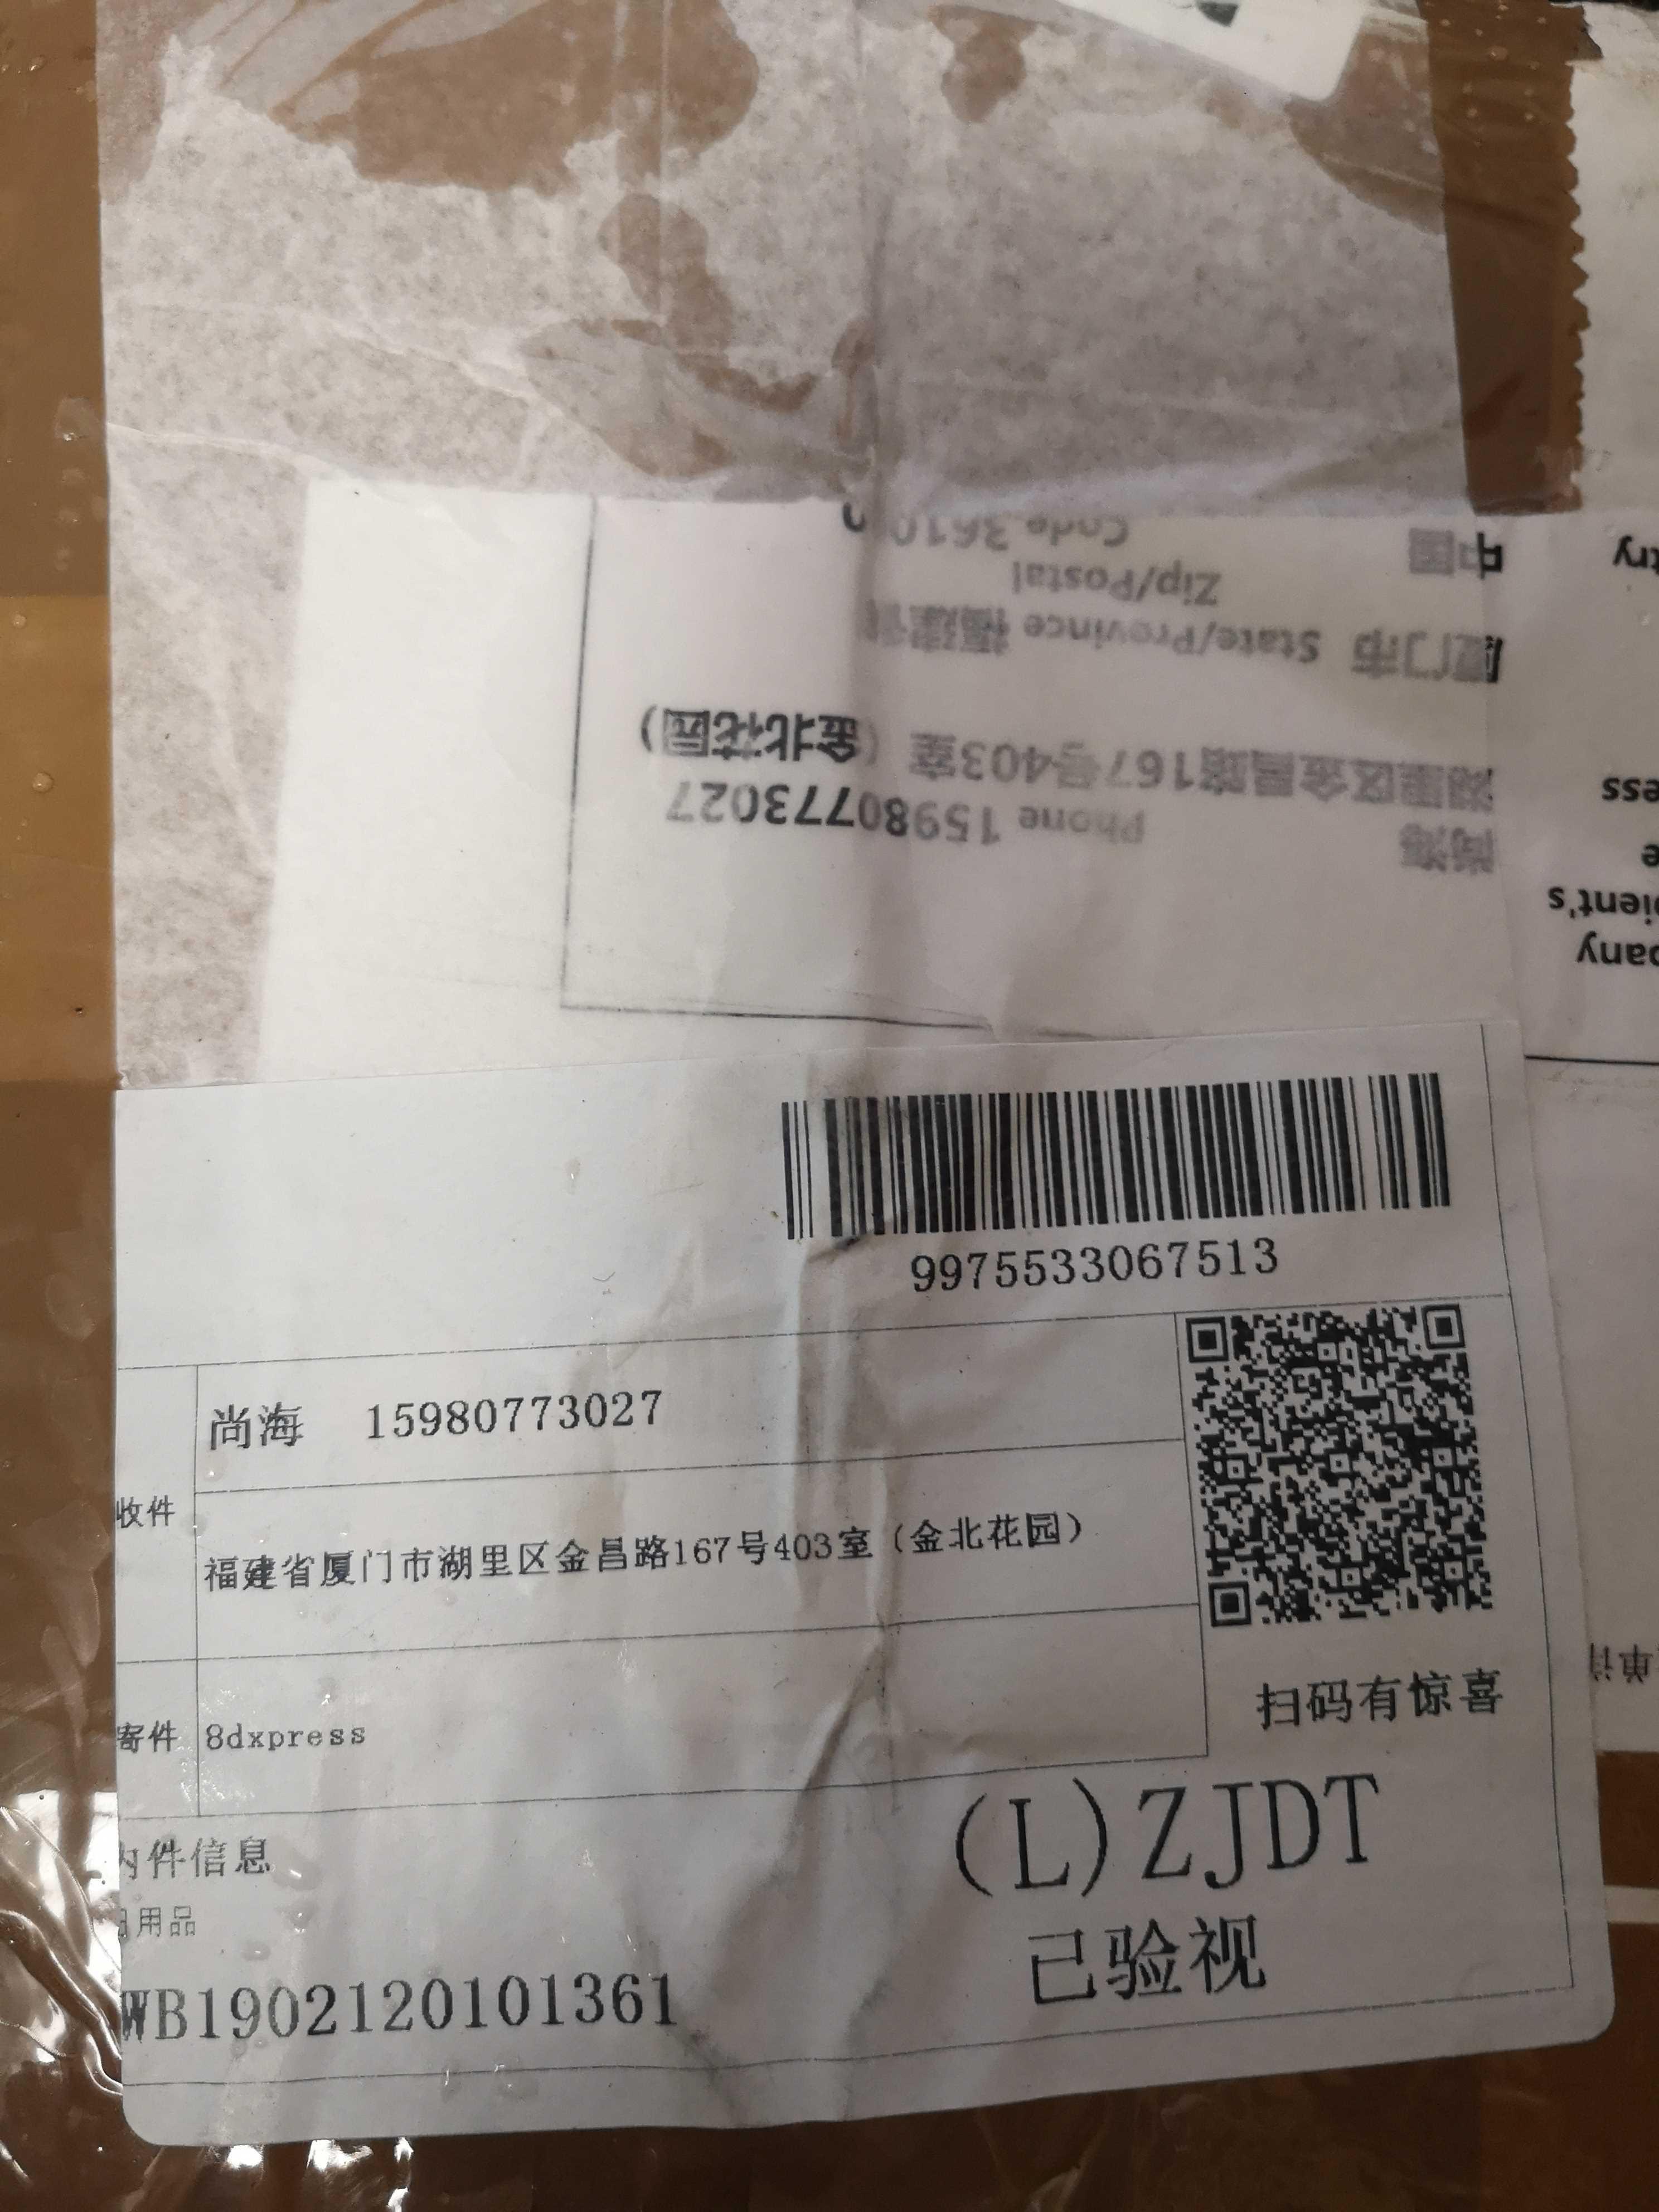 中国
Code 3610
Zip/Postal
厦门市 State/Province 福建省
湖里区金昌路167号403室（金北花园）
尚海 Phone 15980773027
9975533067513
尚海 15980773027
收件
福建省厦门市湖里区金昌路167号403室（金北花园）
寄件 8dxpress
扫码有惊喜
(L)ZJDT
内件信息
日用品
已验视
WB1902120101361